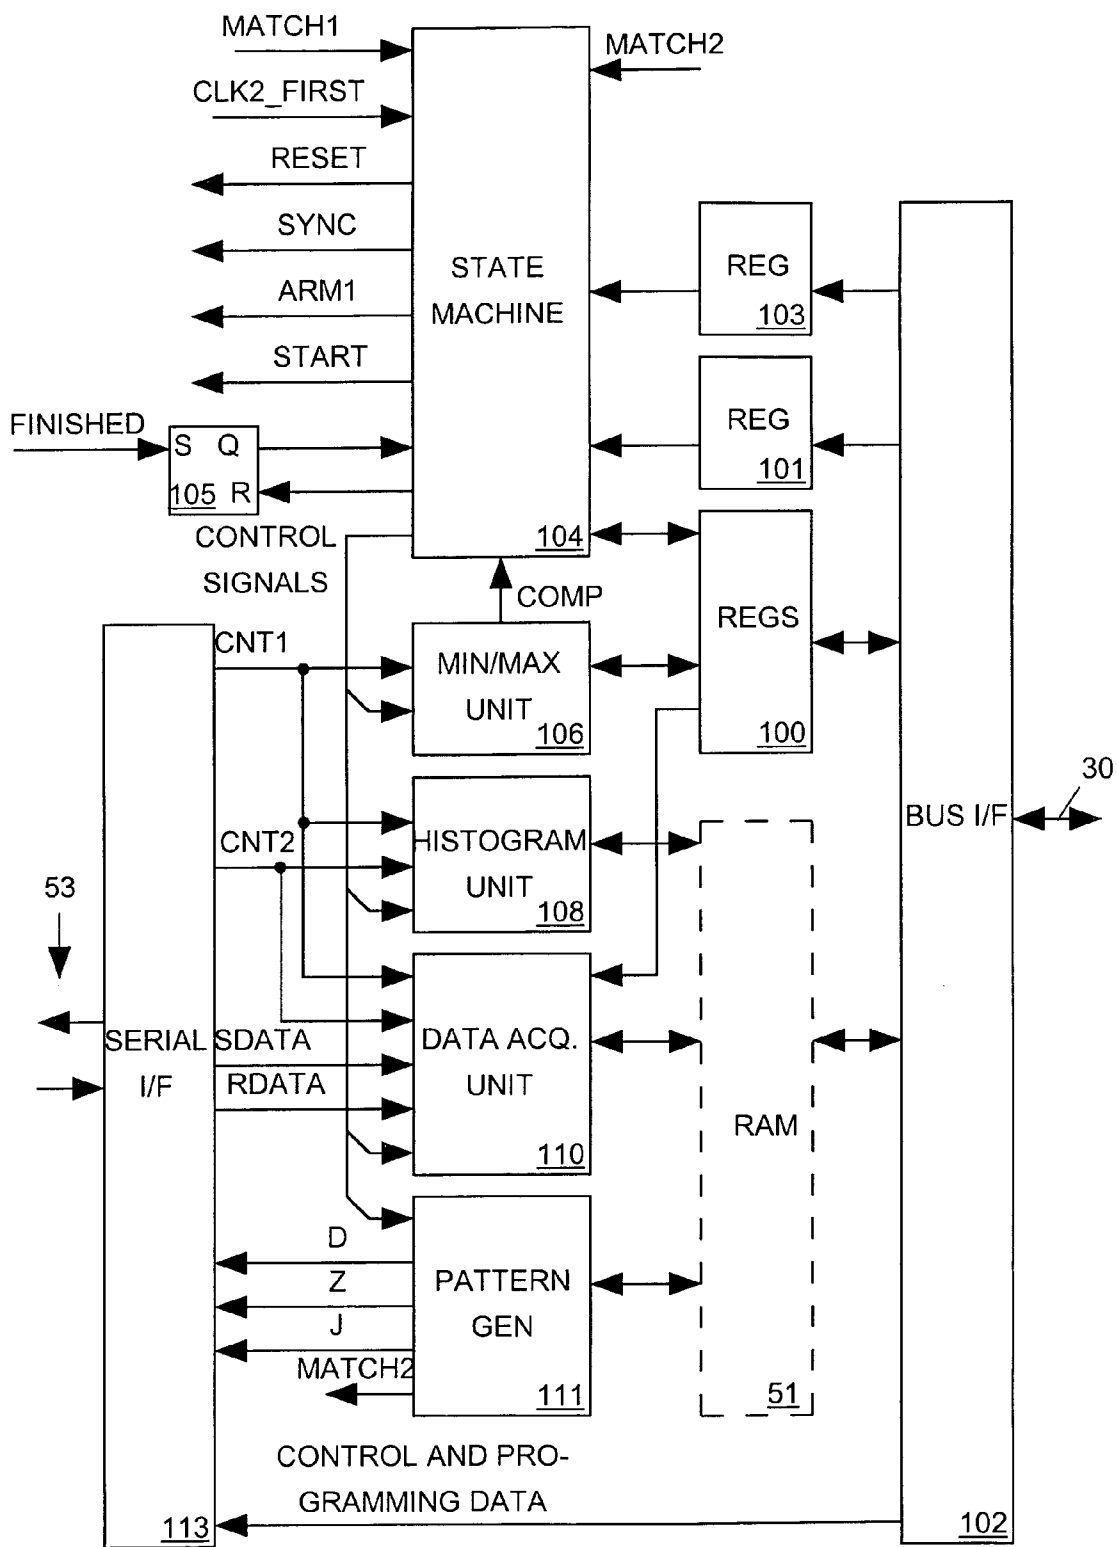 MATCH1
MATCH2
CLK2_FIRST
RESET
SYNC
ARM1
START
STATE
MACHINE
104
REG
103
REG
101
FINISHED
S Q
105 R
CONTROL
SIGNALS
COMP
REGS
100
CNT1
MIN/MAX
UNIT
106
CNT2
HISTOGRAM
UNIT
108
BUS I/F
30
53
SERIAL
I/F
SDATA
RDATA
DATA ACQ.
UNIT
110
RAM
51
D
Z
J
MATCH2
PATTERN
GEN
111
CONTROL AND PRO-
GRAMMING DATA
113
102